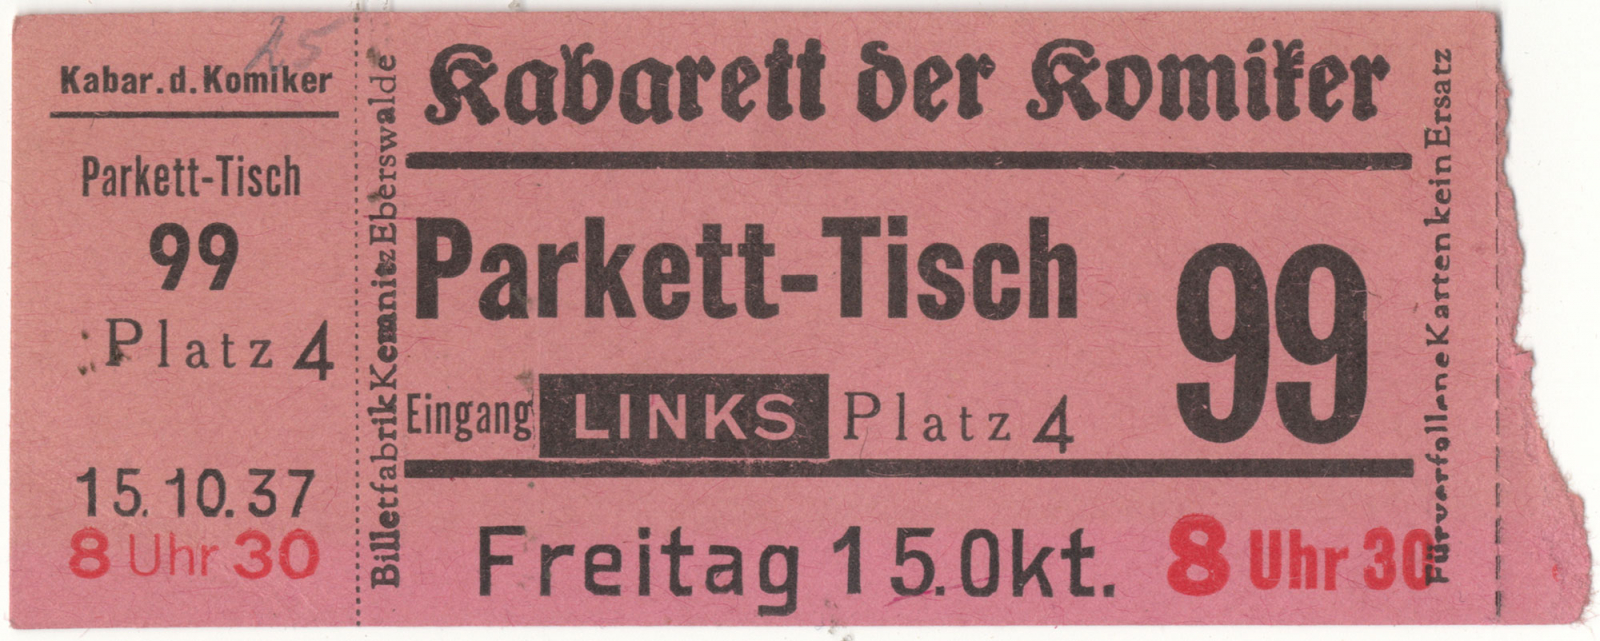 25
Kabar. d. Komiker
Parkett-Tisch
99
Platz 4
15. 10. 37
8 Uhr 30
Billetfabrik Kemnitz Eberswalde
Kabarett der Komiker
Parkett-Tisch
99
Eingang LINKS Platz 4
Freitag 15. Okt. 8 Uhr 30
Für verfallene Karten kein Ersatz